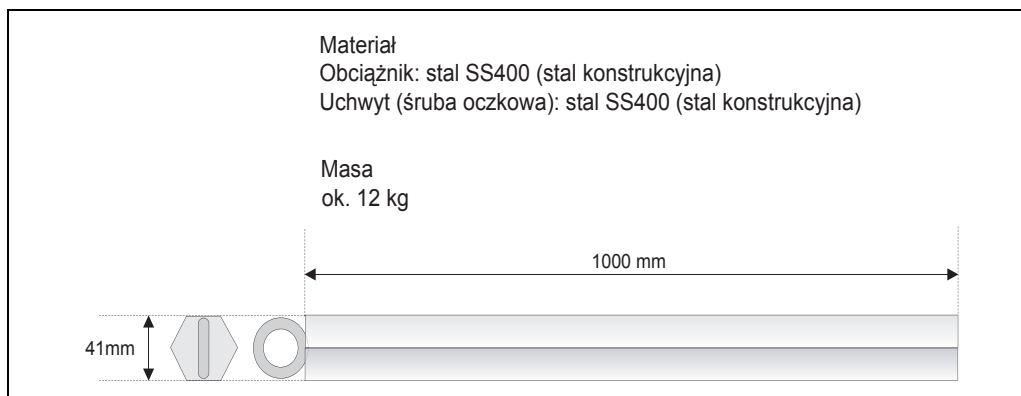 Materiał
Obciążnik: stal SS400 (stal konstrukcyjna)
Uchwyt (śruba oczkowa): stal SS400 (stal konstrukcyjna)
Masa
ok. 12 kg
1000 mm
41mm